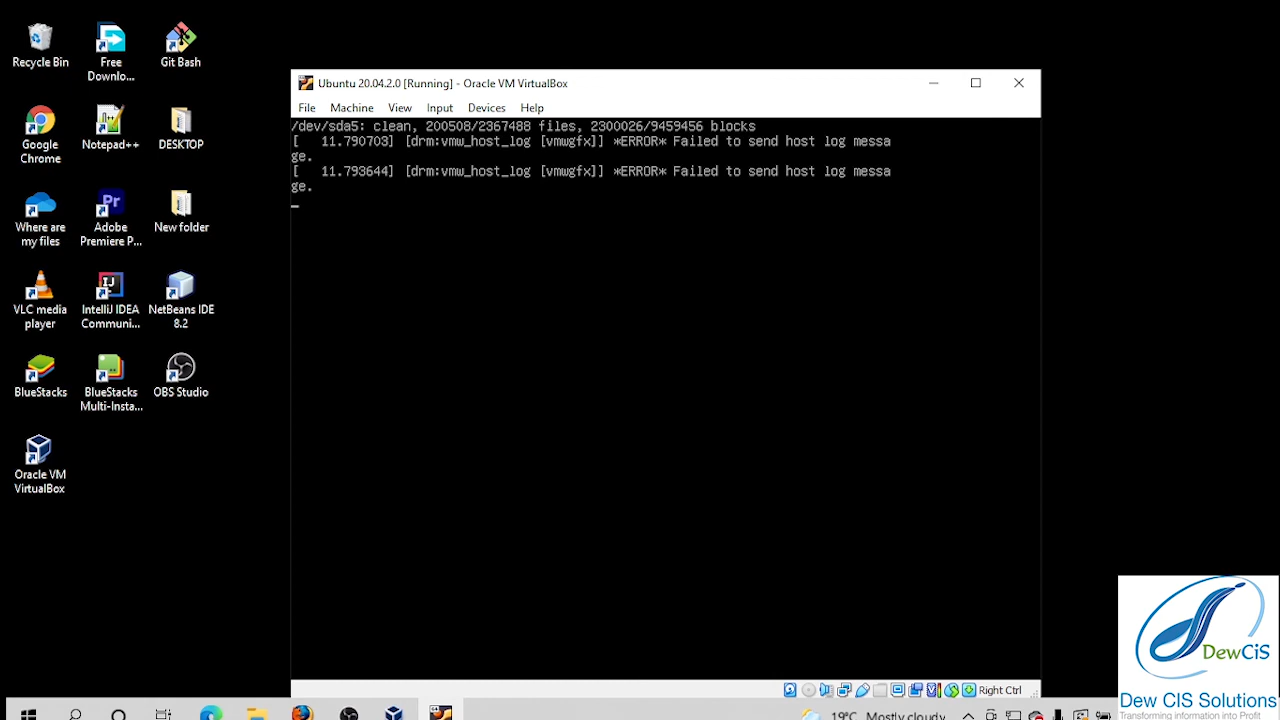 Recycle Bin
Free
Downlo...
Git Bash
Google
Chrome
Notepad++
DESKTOP
Where are
my files
Adobe
Premiere P...
New folder
VLC media
player
IntelliJ IDEA
Communi...
NetBeans IDE
8.2
BlueStacks
BlueStacks
Multi-Insta...
OBS Studio
Oracle VM
VirtualBox
Ubuntu 20.04.2.0 [Running] - Oracle VM VirtualBox
File Machine View Input Devices Help
/dev/sda5: clean, 200508/2367488 files, 2300026/9459456 blocks
[   11.790703] [drm:vmw_host_log [vmwgfx]] *ERROR* Failed to send host log messa
ge.
[   11.793644] [drm:vmw_host_log [vmwgfx]] *ERROR* Failed to send host log messa
ge.
Right Ctrl
DewCiS
Dew CIS Solutions
Transforming information into Profit
19°C Mostly cloudy